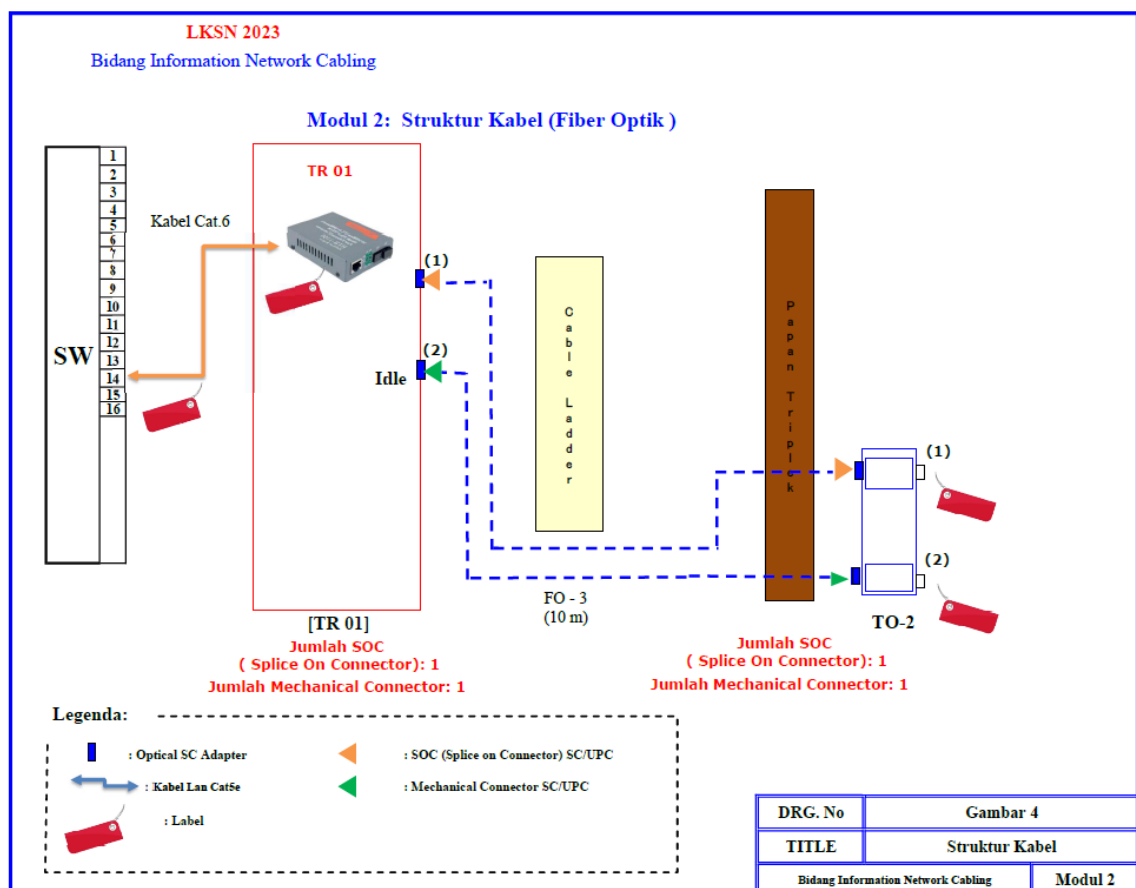 LKSN 2023
Bidang Information Network Cabling
Modul 2: Struktur Kabel (Fiber Optik )
SW
1
2
3
4
5
6
7
8
9
10
11
12
13
14
15
16
Kabel Cat.6
TR 01
(1)
(2)
Idle
[TR 01]
Jumlah SOC
( Splice On Connector): 1
Jumlah Mechanical Connector: 1
Cable Ladder
FO - 3
(10 m)
Papan Triplek
(1)
(2)
TO-2
Jumlah SOC
( Splice On Connector): 1
Jumlah Mechanical Connector: 1
Legenda:
: Optical SC Adapter
: SOC (Splice on Connector) SC/UPC
: Kabel Lan Cat5e
: Mechanical Connector SC/UPC
: Label
DRG. No
Gambar 4
TITLE
Struktur Kabel
Bidang Information Network Cabling
Modul 2